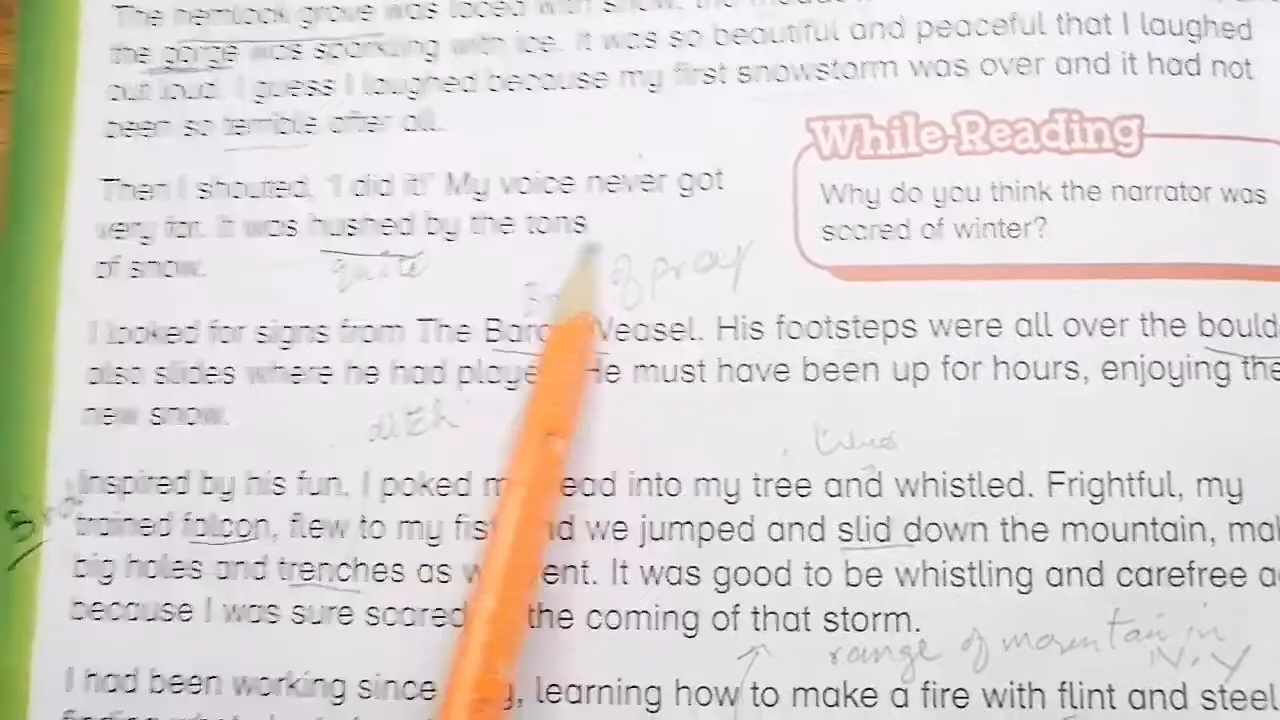 The hemlock grove was laced with snow, the
the gorge was sparkling with ice. It was so beautiful and peaceful that I laughed
out loud. I guess I laughed because my first snowstorm was over and it had not
been so terrible after all.
While Reading
Why do you think the narrator was
scared of winter?
Then I shouted, "I did it!" My voice never got
very far. It was hushed by the tons
of snow.
quite
of pray
I looked for signs from The Weasel. His footsteps were all over the bould
also slides where he had playe He must have been up for hours, enjoying the
new snow.
ditch
Inspired by his fun, I poked my head into my tree and whistled. Frightful, my
trained falcon, flew to my fist and we jumped and slid down the mountain, mak
big holes and trenches as we went. It was good to be whistling and carefree a
because I was sure scared the coming of that storm.
range of mountain in
N.Y
I had been working since learning how to make a fire with flint and steel